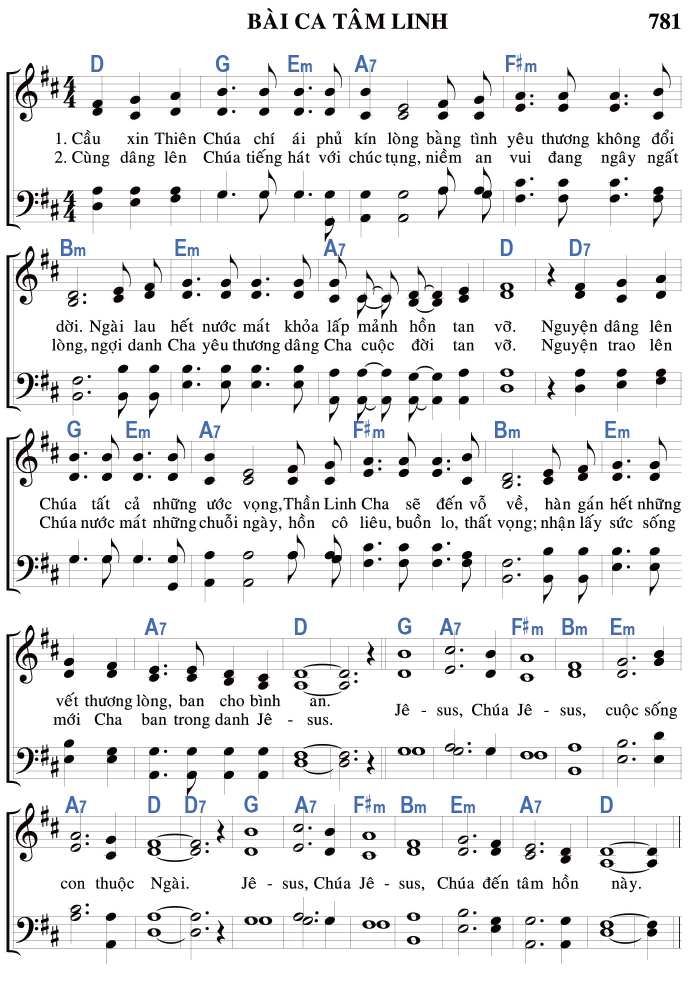 BÀI CA TÂM LINH 781
D G Em A7 F#m
1. Cầu xin Thiên Chúa chí ái phủ kín lòng bằng tình yêu thương không đổi
2. Cùng dâng lên Chúa tiếng hát với chúc tụng, niềm an vui đang ngây ngất
Bm Em A7 D D7
dời. Ngài lau hết nước mát khỏa lấp mảnh hồn tan vỡ. Nguyện dâng lên
lòng, ngợi danh Cha yêu thương dâng Cha cuộc đời tan vỡ. Nguyện trao lên
G Em A7 F#m Bm Em
Chúa tất cả những ước vọng, Thần Linh Cha sẽ đến vỗ về, hàn gán hết những
Chúa nước mát những chuỗi ngày, hồn cô liêu, buồn lo, thất vọng; nhận lấy sức sống
A7 D G A7 F#m Bm Em
vết thương lòng, ban cho bình an. Jê - sus, Chúa Jê - sus, cuộc sống
mới Cha ban trong danh Jê - sus.
A7 D D7 G A7 F#m Bm Em A7 D
con thuộc Ngài. Jê - sus, Chúa Jê - sus, Chúa đến tâm hồn này.